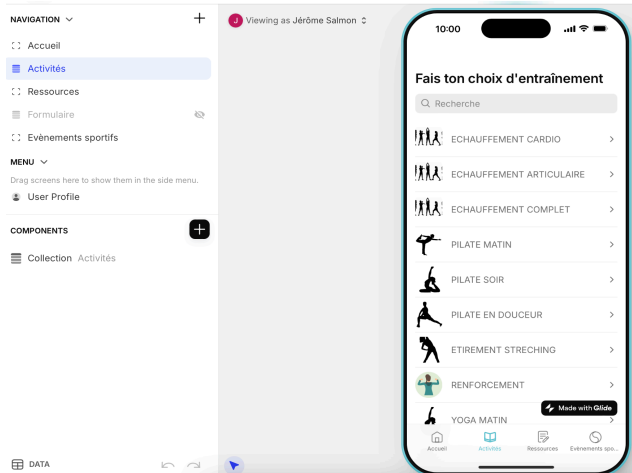 NAVIGATION
Accueil
Activités
Ressources
Formulaire
Evènements sportifs
MENU
Drag screens here to show them in the side menu.
User Profile
COMPONENTS
Collection Activités
DATA
J Viewing as Jérôme Salmon
10:00
Fais ton choix d'entraînement
Recherche
ECHAUFFEMENT CARDIO
ECHAUFFEMENT ARTICULAIRE
ECHAUFFEMENT COMPLET
PILATE MATIN
PILATE SOIR
PILATE EN DOUCEUR
ETIREMENT STRECHING
RENFORCEMENT
Made with Glide
YOGA MATIN
Accueil Activités Ressources Evènements spo...